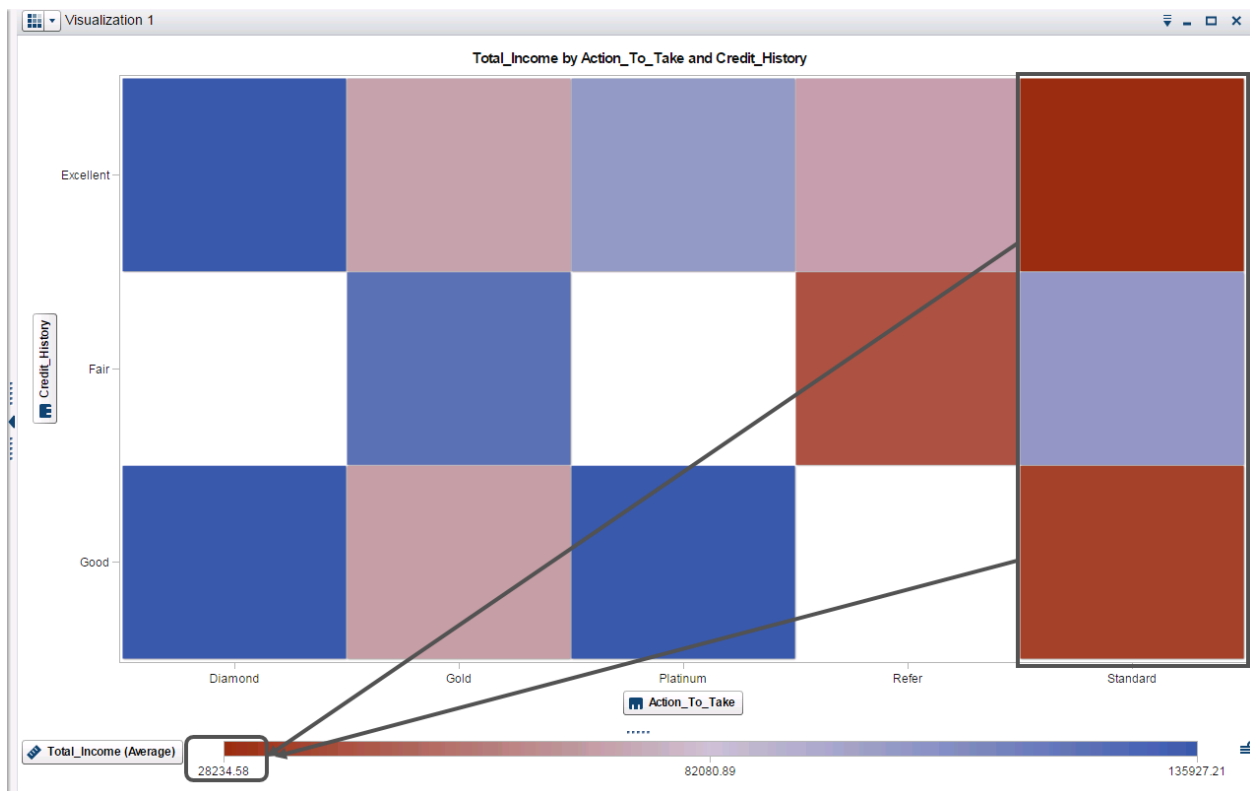 Visualization 1
Total_Income by Action_To_Take and Credit_History
Excellent
Credit_History
Fair
Good
Diamond Gold Platinum Refer Standard
Action_To_Take
Total_Income (Average)
28234.58 82080.89 135927.21